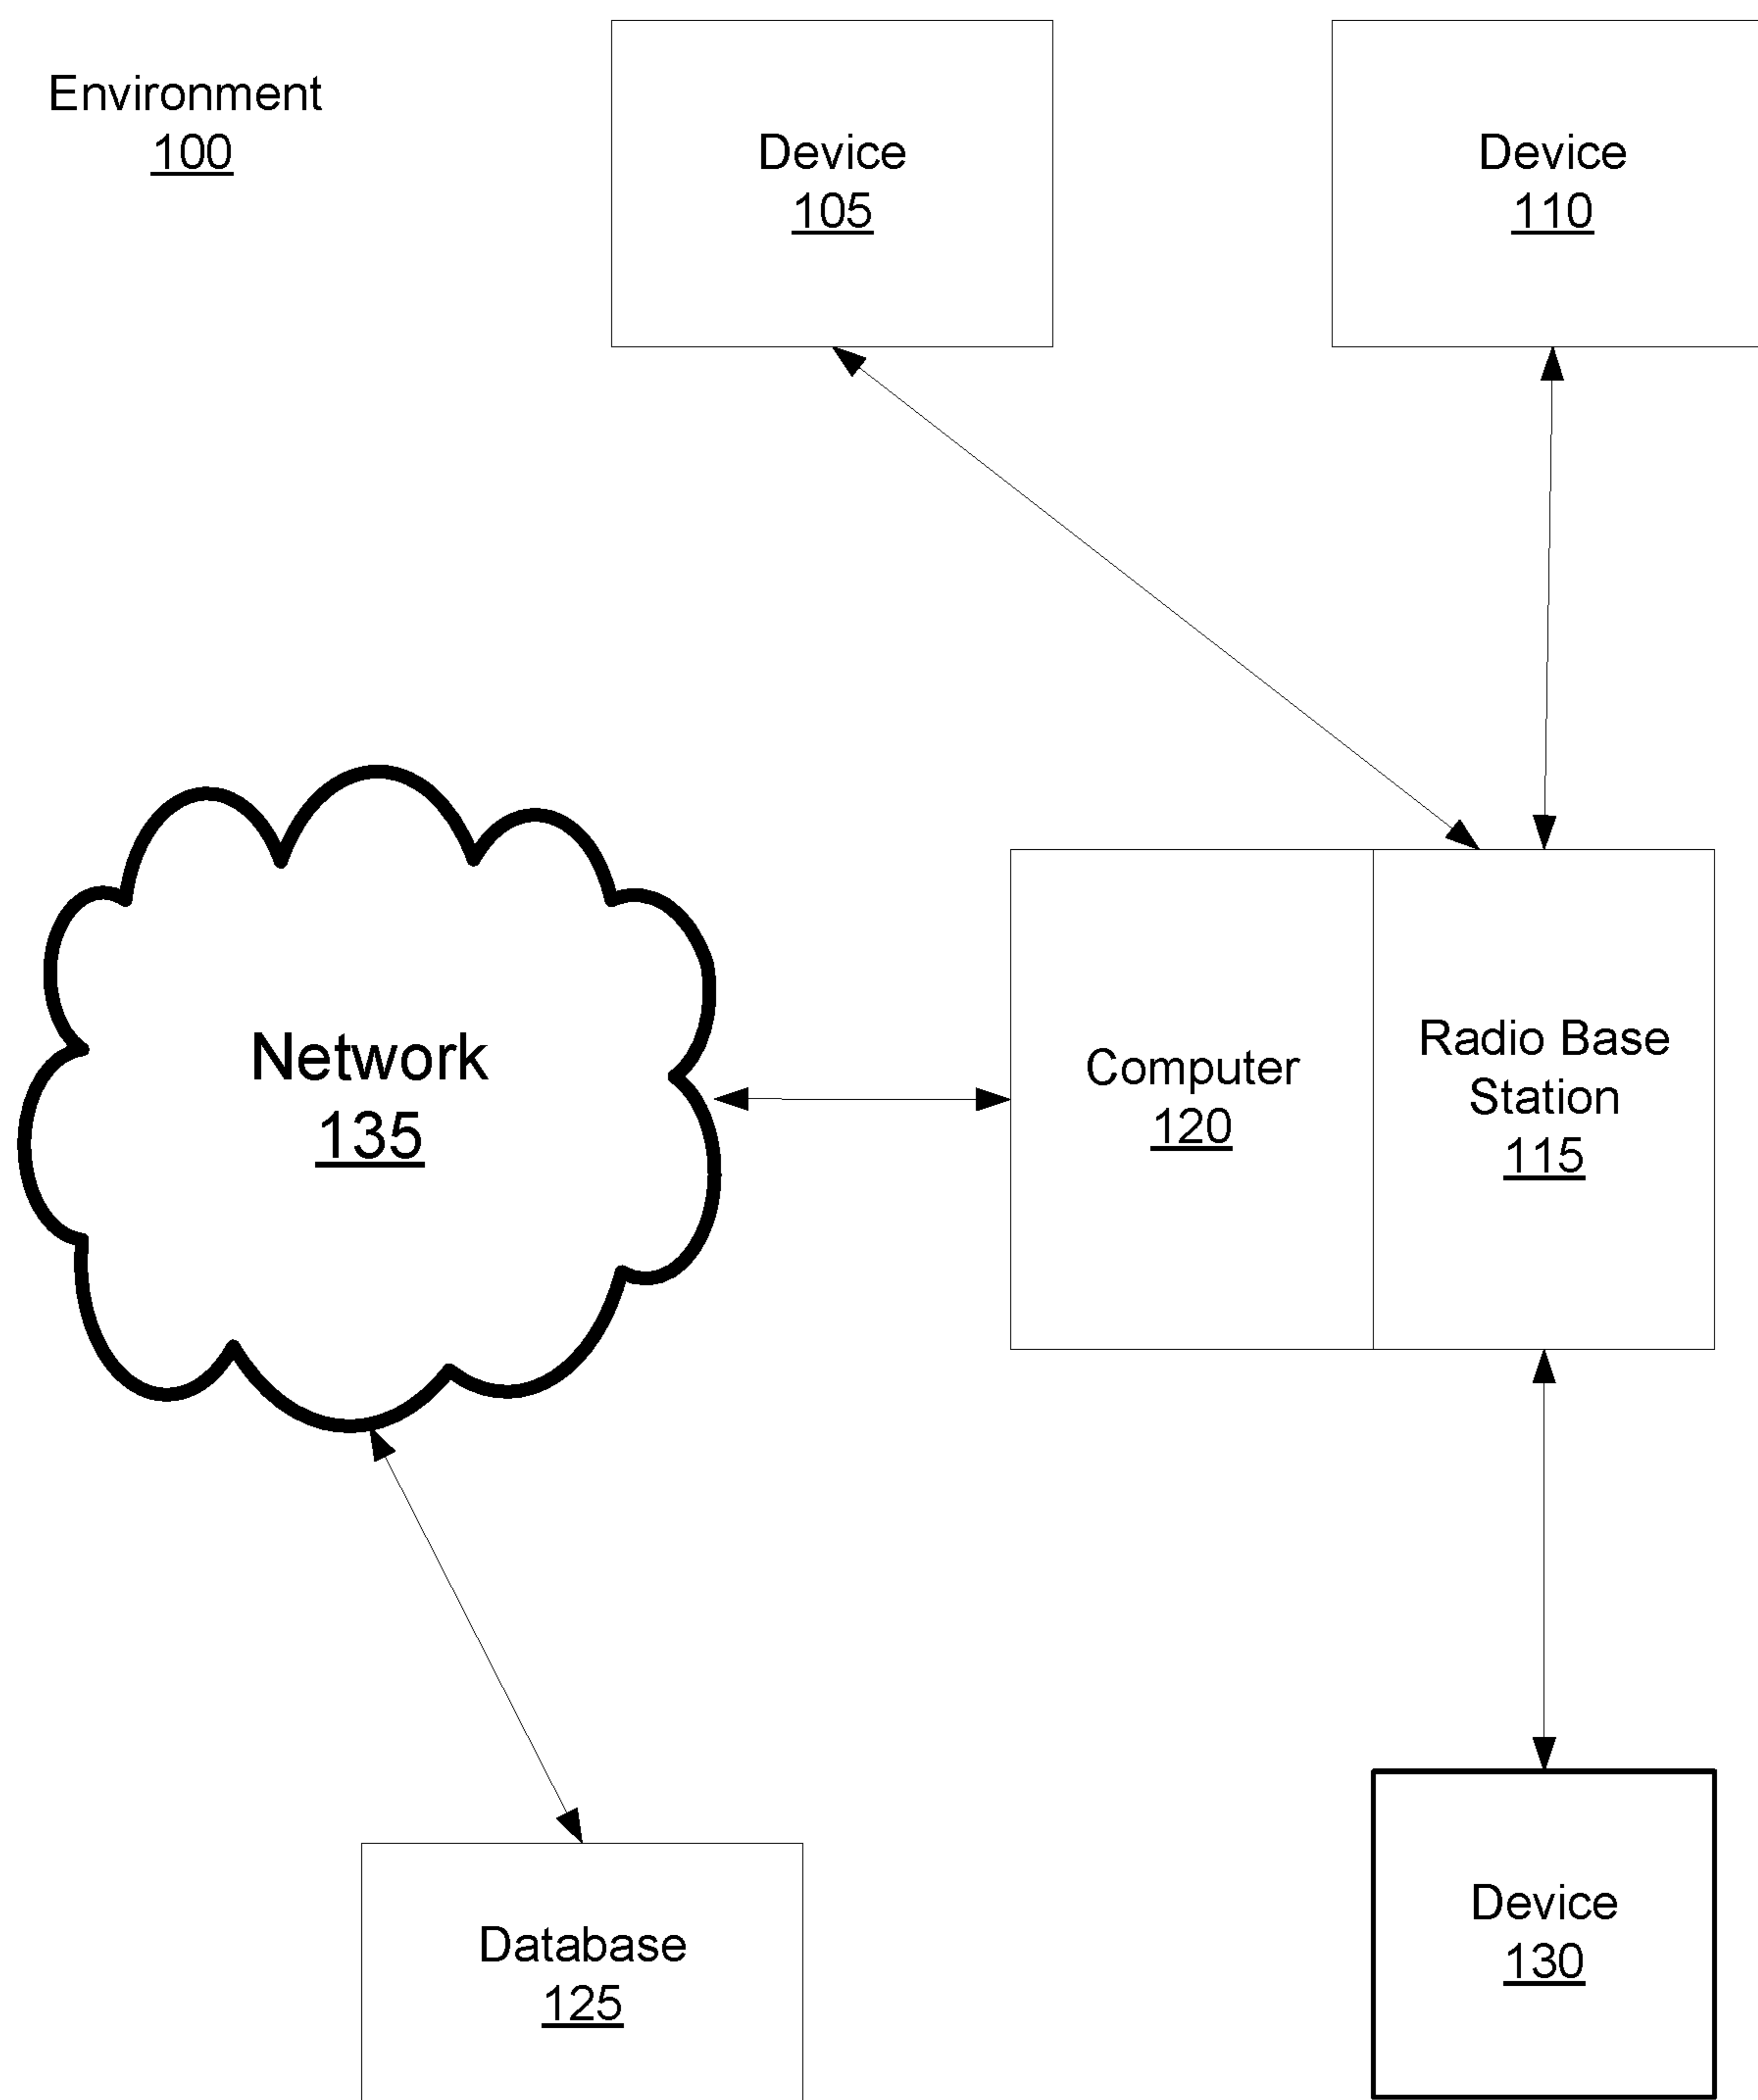 Environment
100
Device
105
Device
110
Network
135
Computer
120
Radio Base
Station
115
Database
125
Device
130